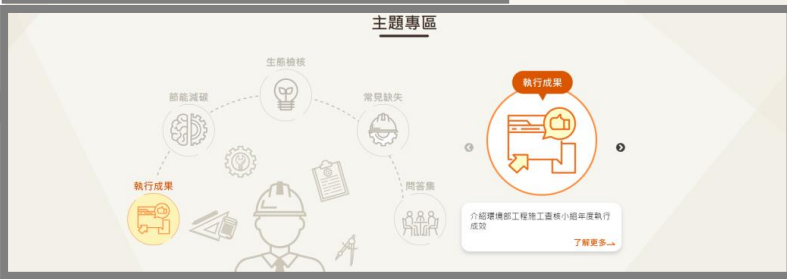 主題專區
生態檢核
節能減碳
常見缺失
執行成果
問答集
執行成果
介紹環境部工程施工查核小組年度執行
成效
了解更多